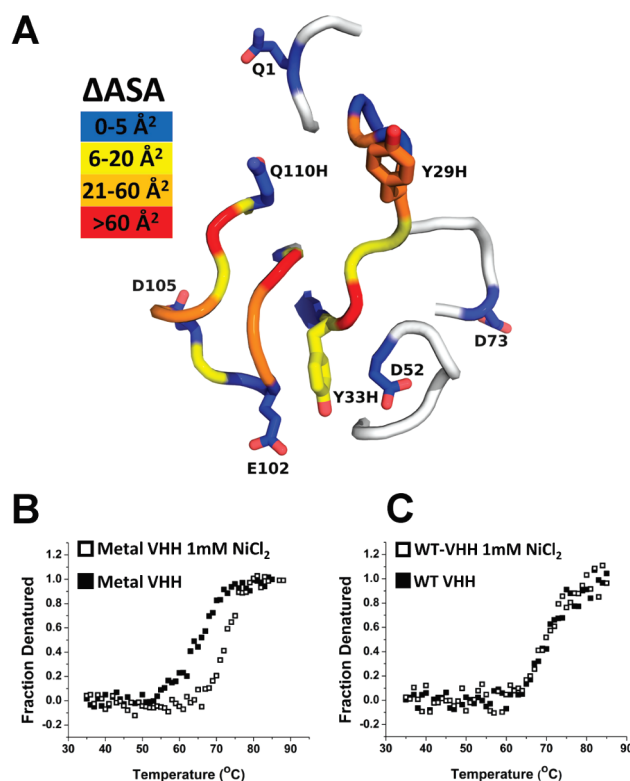 A
ΔASA
0-5 Å²
6-20 Å²
21-60 Å²
>60 Å²
Q1
Q110H
Y29H
D105
D73
D52
Y33H
E102
B
Metal VHH 1mM NiCl₂
Metal VHH
Fraction Denatured
1.0
0.8
0.6
0.4
0.2
0.0
-0.2
30 40 50 60 70 80 90
Temperature (°C)
C
WT-VHH 1mM NiCl₂
WT VHH
Fraction Denatured
1.0
0.8
0.6
0.4
0.2
0.0
-0.2
30 40 50 60 70 80 90
Temperature (°C)